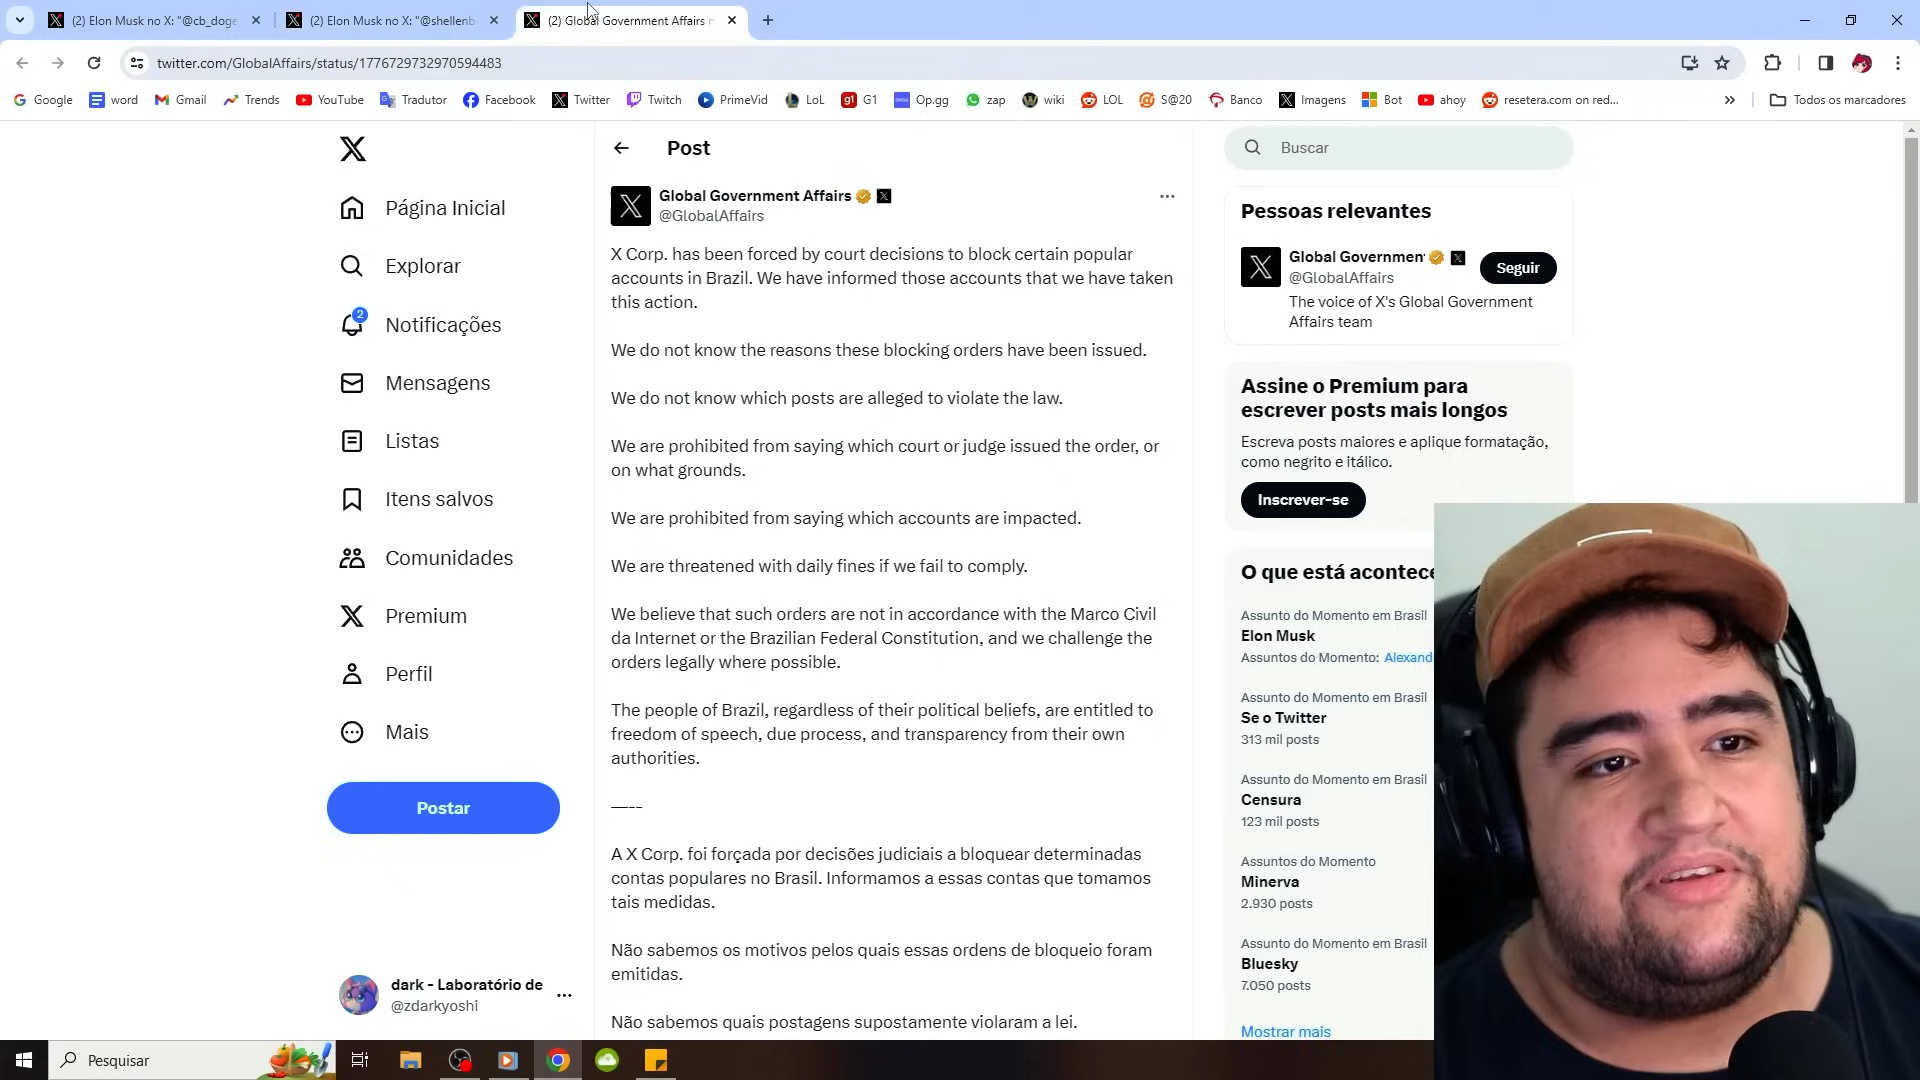 (2) Elon Musk no X: "@cb_doge
(2) Elon Musk no X: "@shellenb
(2) Global Government Affairs n
twitter.com/GlobalAffairs/status/1776729732970594483
Google
word
Gmail
Trends
YouTube
Tradutor
Facebook
Twitter
Twitch
PrimeVid
LoL
G1
Op.gg
zap
wiki
LOL
S@20
Banco
Imagens
Bot
ahoy
resetera.com on red...
»
Todos os marcadores
Post
Página Inicial
Explorar
2
Notificações
Mensagens
Listas
Itens salvos
Comunidades
Premium
Perfil
Mais
Postar
dark - Laboratório de
@zdarkyoshi
Global Government Affairs
@GlobalAffairs
X Corp. has been forced by court decisions to block certain popular
accounts in Brazil. We have informed those accounts that we have taken
this action.
We do not know the reasons these blocking orders have been issued.
We do not know which posts are alleged to violate the law.
We are prohibited from saying which court or judge issued the order, or
on what grounds.
We are prohibited from saying which accounts are impacted.
We are threatened with daily fines if we fail to comply.
We believe that such orders are not in accordance with the Marco Civil
da Internet or the Brazilian Federal Constitution, and we challenge the
orders legally where possible.
The people of Brazil, regardless of their political beliefs, are entitled to
freedom of speech, due process, and transparency from their own
authorities.
—--
A X Corp. foi forçada por decisões judiciais a bloquear determinadas
contas populares no Brasil. Informamos a essas contas que tomamos
tais medidas.
Não sabemos os motivos pelos quais essas ordens de bloqueio foram
emitidas.
Não sabemos quais postagens supostamente violaram a lei.
Buscar
Pessoas relevantes
Global Governmen
@GlobalAffairs
Seguir
The voice of X's Global Government
Affairs team
Assine o Premium para
escrever posts mais longos
Escreva posts maiores e aplique formatação,
como negrito e itálico.
Inscrever-se
O que está acontece
Assunto do Momento em Brasil
Elon Musk
Assuntos do Momento: Alexand
Assunto do Momento em Brasil
Se o Twitter
313 mil posts
Assunto do Momento em Brasil
Censura
123 mil posts
Assuntos do Momento
Minerva
2.930 posts
Assunto do Momento em Brasil
Bluesky
7.050 posts
Mostrar mais
Pesquisar